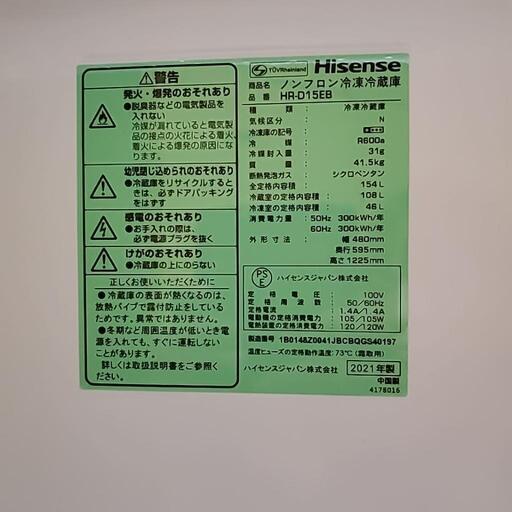 警告
発火・爆発のおそれあり
●脱臭器などの電気製品を
入れない
冷媒が漏れていると電気製
品の接点の火花による着火
着火による爆発の原因にな
ります。
幼児閉じ込められのおそれあり
●冷蔵庫をリサイクルするとき
は、必ずドアパッキングを
はずす
感電のおそれあり
●お手入れの際は、
必ず電源プラグを抜く
けがのおそれあり
●冷蔵庫の上にのらない
正しくお使いいただくために
●冷蔵庫の表面が熱くなるのは、
放熱パイプで露付防止をしている
ためです。異常ではありません。
●冬期など周囲温度が低いとき電
源を入れても、すぐに運転しない
ことがあります。
詳しくは取扱説明書をご参照くだ
さい。
TÜVRheinland
Hisense
商品名 ノンフロン冷凍冷蔵庫
品番 HR-D15EB
種類 冷凍冷蔵庫
気候区分 N
冷凍庫の記号
冷媒 R600a
冷媒封入量 31g
質量 41.5kg
断熱発泡ガス シクロペンタン
全定格内容積 154L
冷蔵室の定格内容積 108L
冷凍室の定格内容積 46L
消費電力量 50Hz 300kWh/年
60Hz 300kWh/年
外形寸法 幅 480mm
奥行 595mm
高さ 1225mm
PS
E
ハイセンスジャパン株式会社
定格電圧 100V
定格周波数 50/60Hz
定格電流 1.4A/1.4A
電動機の定格消費電力 105/105W
電熱装置の定格消費電力 120/120W
製造番号 1B0148Z0041JBCBQGS40197
温度ヒューズの定格動作温度:73℃(霜取用)
ハイセンスジャパン株式会社
2021年製
中国製
4178016